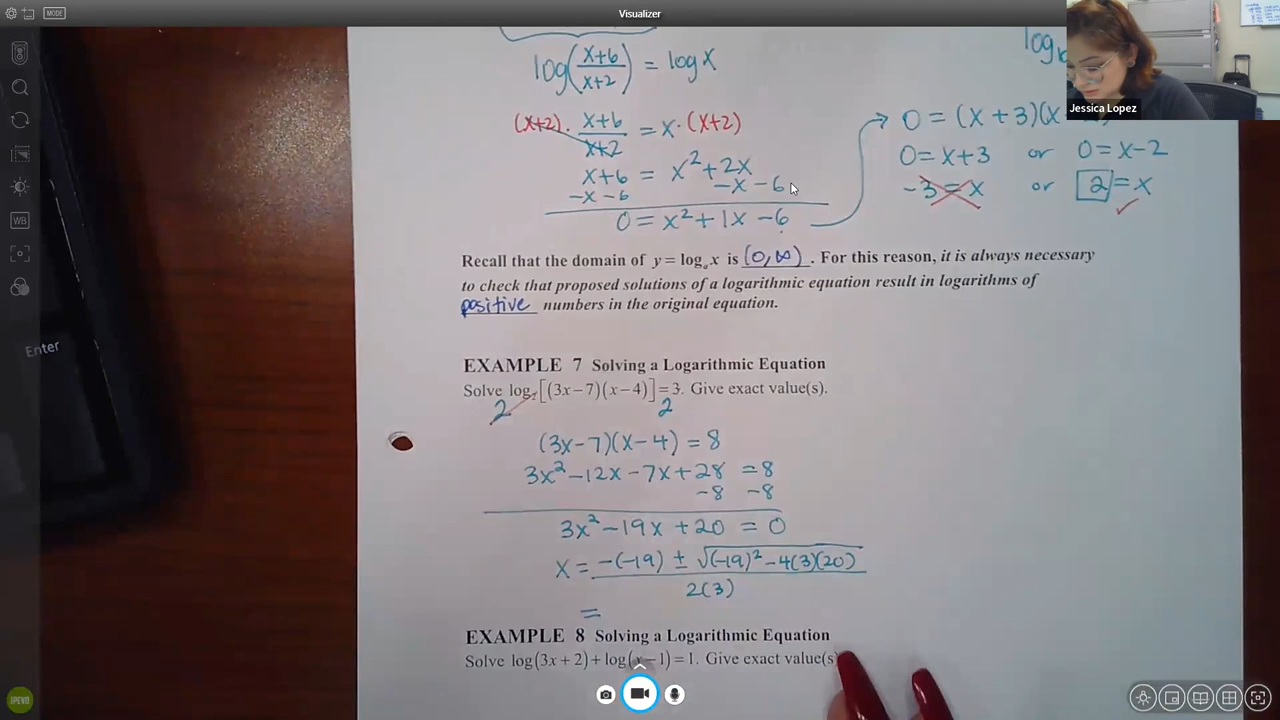 Visualizer
MODE
log((x+6)/(x+2)) = log x
log
Jessica Lopez
(x+2) · (x+6)/(x+2) = x · (x+2)
x+6 = x² + 2x
-x -6 -x -6
0 = x² + 1x - 6
0 = (x+3)(x-
0 = x+3 or 0 = x-2
-3 = x or 2 = x ✓
Recall that the domain of y = logₐ x is (0,∞). For this reason, it is always necessary
to check that proposed solutions of a logarithmic equation result in logarithms of
positive numbers in the original equation.
Enter
EXAMPLE 7 Solving a Logarithmic Equation
Solve log₂[(3x−7)(x−4)] = 3. Give exact value(s).
2 2
(3x-7)(x-4) = 8
3x² -12x -7x +28 = 8
-8 -8
3x² -19x +20 = 0
x = (-(-19) ± √((-19)² - 4(3)(20)))/(2(3))
=
EXAMPLE 8 Solving a Logarithmic Equation
Solve log(3x+2)+log(x−1)=1. Give exact value(s)
WB
IPEVO